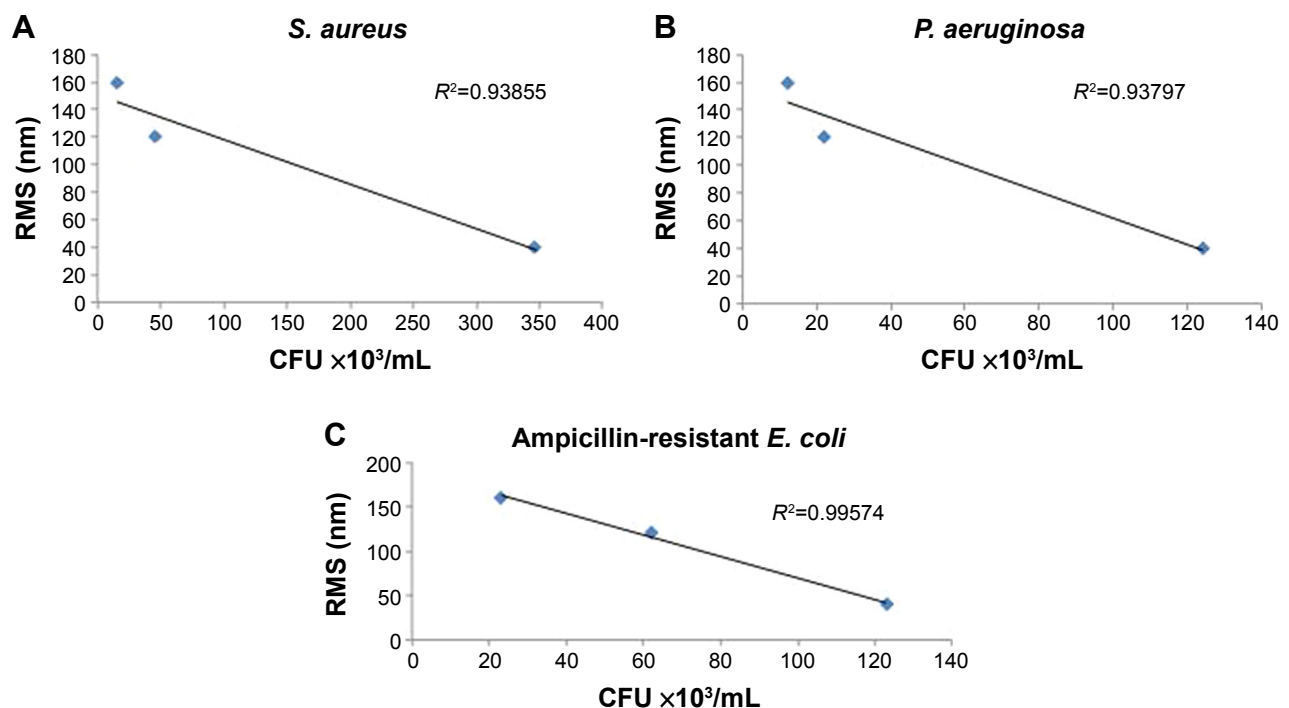 A
S. aureus
180
160
140
120
100
80
60
40
20
0
RMS (nm)
R²=0.93855
0 50 100 150 200 250 300 350 400
CFU ×10³/mL
B
P. aeruginosa
180
160
140
120
100
80
60
40
20
0
RMS (nm)
R²=0.93797
0 20 40 60 80 100 120 140
CFU ×10³/mL
C
Ampicillin-resistant E. coli
200
150
100
50
0
RMS (nm)
R²=0.99574
0 20 40 60 80 100 120 140
CFU ×10³/mL